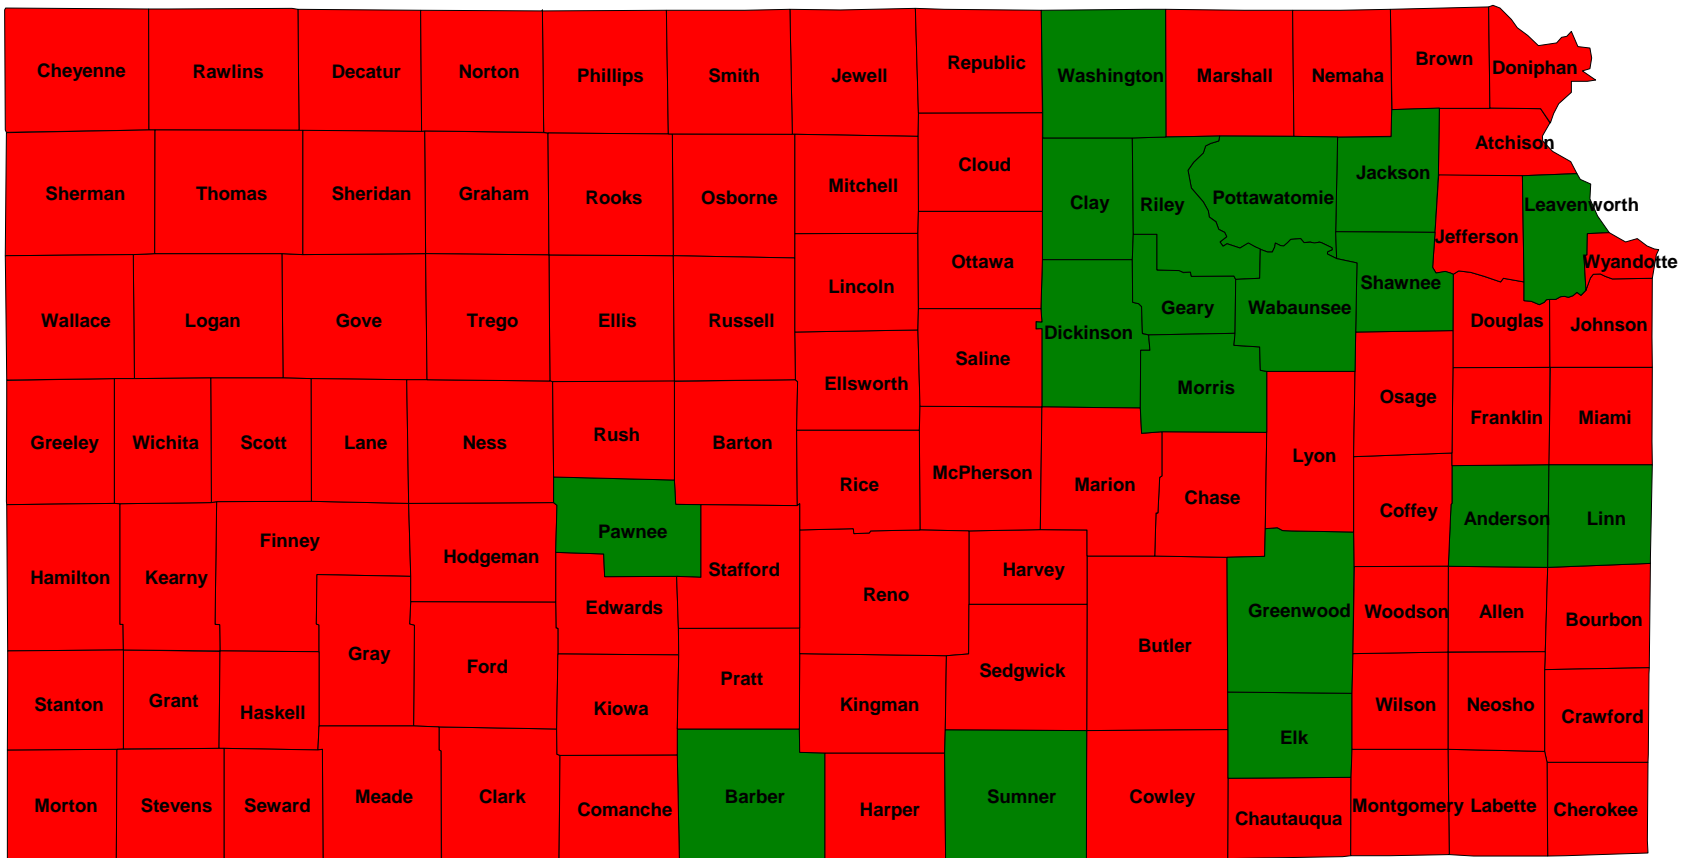 Cheyenne Rawlins Decatur Norton Phillips Smith Jewell Republic Washington Marshall Nemaha Brown Doniphan
Sherman Thomas Sheridan Graham Rooks Osborne Mitchell Cloud Clay Riley Pottawatomie Jackson Atchison
Jefferson Leavenworth
Wallace Logan Gove Trego Ellis Russell Lincoln Ottawa Dickinson Geary Wabaunsee Shawnee Wyandotte
Saline Douglas Johnson
Greeley Wichita Scott Lane Ness Rush Barton Ellsworth Morris Osage Franklin Miami
Rice McPherson Marion Chase Lyon
Hamilton Kearny Finney Hodgeman Pawnee Stafford Reno Harvey Coffey Anderson Linn
Edwards Greenwood Woodson Allen Bourbon
Gray Ford Pratt Sedgwick Butler
Stanton Grant Haskell Kiowa Kingman Elk Wilson Neosho Crawford
Morton Stevens Seward Meade Clark Comanche Barber Harper Sumner Cowley Chautauqua Montgomery Labette Cherokee